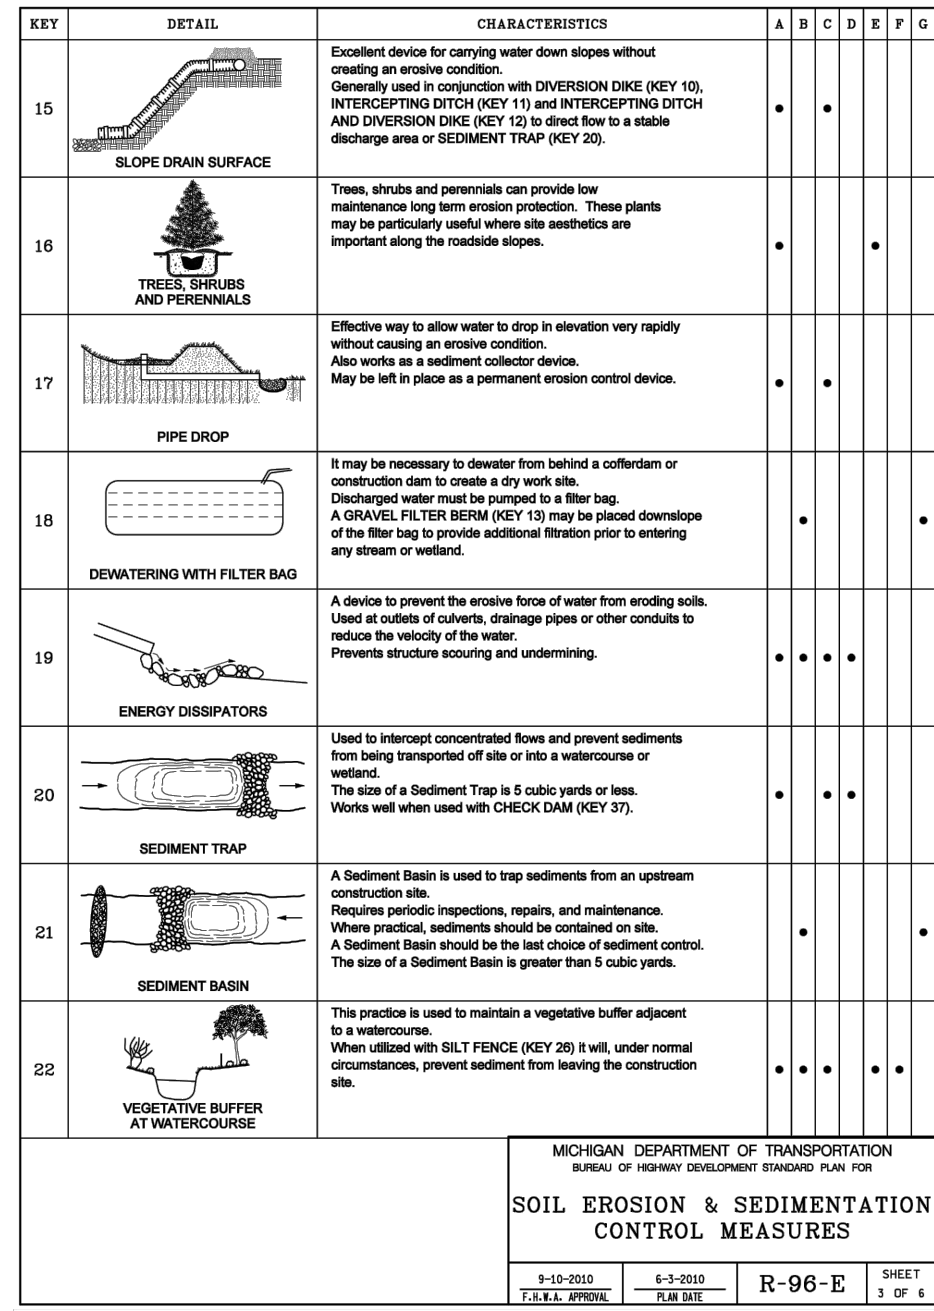 KEY DETAIL CHARACTERISTICS A B C D E F G
15
SLOPE DRAIN SURFACE
Excellent device for carrying water down slopes without
creating an erosive condition.
Generally used in conjunction with DIVERSION DIKE (KEY 10),
INTERCEPTING DITCH (KEY 11) and INTERCEPTING DITCH
AND DIVERSION DIKE (KEY 12) to direct flow to a stable
discharge area or SEDIMENT TRAP (KEY 20).
16
TREES, SHRUBS
AND PERENNIALS
Trees, shrubs and perennials can provide low
maintenance long term erosion protection. These plants
may be particularly useful where site aesthetics are
important along the roadside slopes.
17
PIPE DROP
Effective way to allow water to drop in elevation very rapidly
without causing an erosive condition.
Also works as a sediment collector device.
May be left in place as a permanent erosion control device.
18
DEWATERING WITH FILTER BAG
It may be necessary to dewater from behind a cofferdam or
construction dam to create a dry work site.
Discharged water must be pumped to a filter bag.
A GRAVEL FILTER BERM (KEY 13) may be placed downslope
of the filter bag to provide additional filtration prior to entering
any stream or wetland.
19
ENERGY DISSIPATORS
A device to prevent the erosive force of water from eroding soils.
Used at outlets of culverts, drainage pipes or other conduits to
reduce the velocity of the water.
Prevents structure scouring and undermining.
20
SEDIMENT TRAP
Used to intercept concentrated flows and prevent sediments
from being transported off site or into a watercourse or
wetland.
The size of a Sediment Trap is 5 cubic yards or less.
Works well when used with CHECK DAM (KEY 37).
21
SEDIMENT BASIN
A Sediment Basin is used to trap sediments from an upstream
construction site.
Requires periodic inspections, repairs, and maintenance.
Where practical, sediments should be contained on site.
A Sediment Basin should be the last choice of sediment control.
The size of a Sediment Basin is greater than 5 cubic yards.
22
VEGETATIVE BUFFER
AT WATERCOURSE
This practice is used to maintain a vegetative buffer adjacent
to a watercourse.
When utilized with SILT FENCE (KEY 26) it will, under normal
circumstances, prevent sediment from leaving the construction
site.
MICHIGAN DEPARTMENT OF TRANSPORTATION
BUREAU OF HIGHWAY DEVELOPMENT STANDARD PLAN FOR
SOIL EROSION & SEDIMENTATION
CONTROL MEASURES
9-10-2010
F.H.W.A. APPROVAL
6-3-2010
PLAN DATE
R-96-E
SHEET
3 OF 6